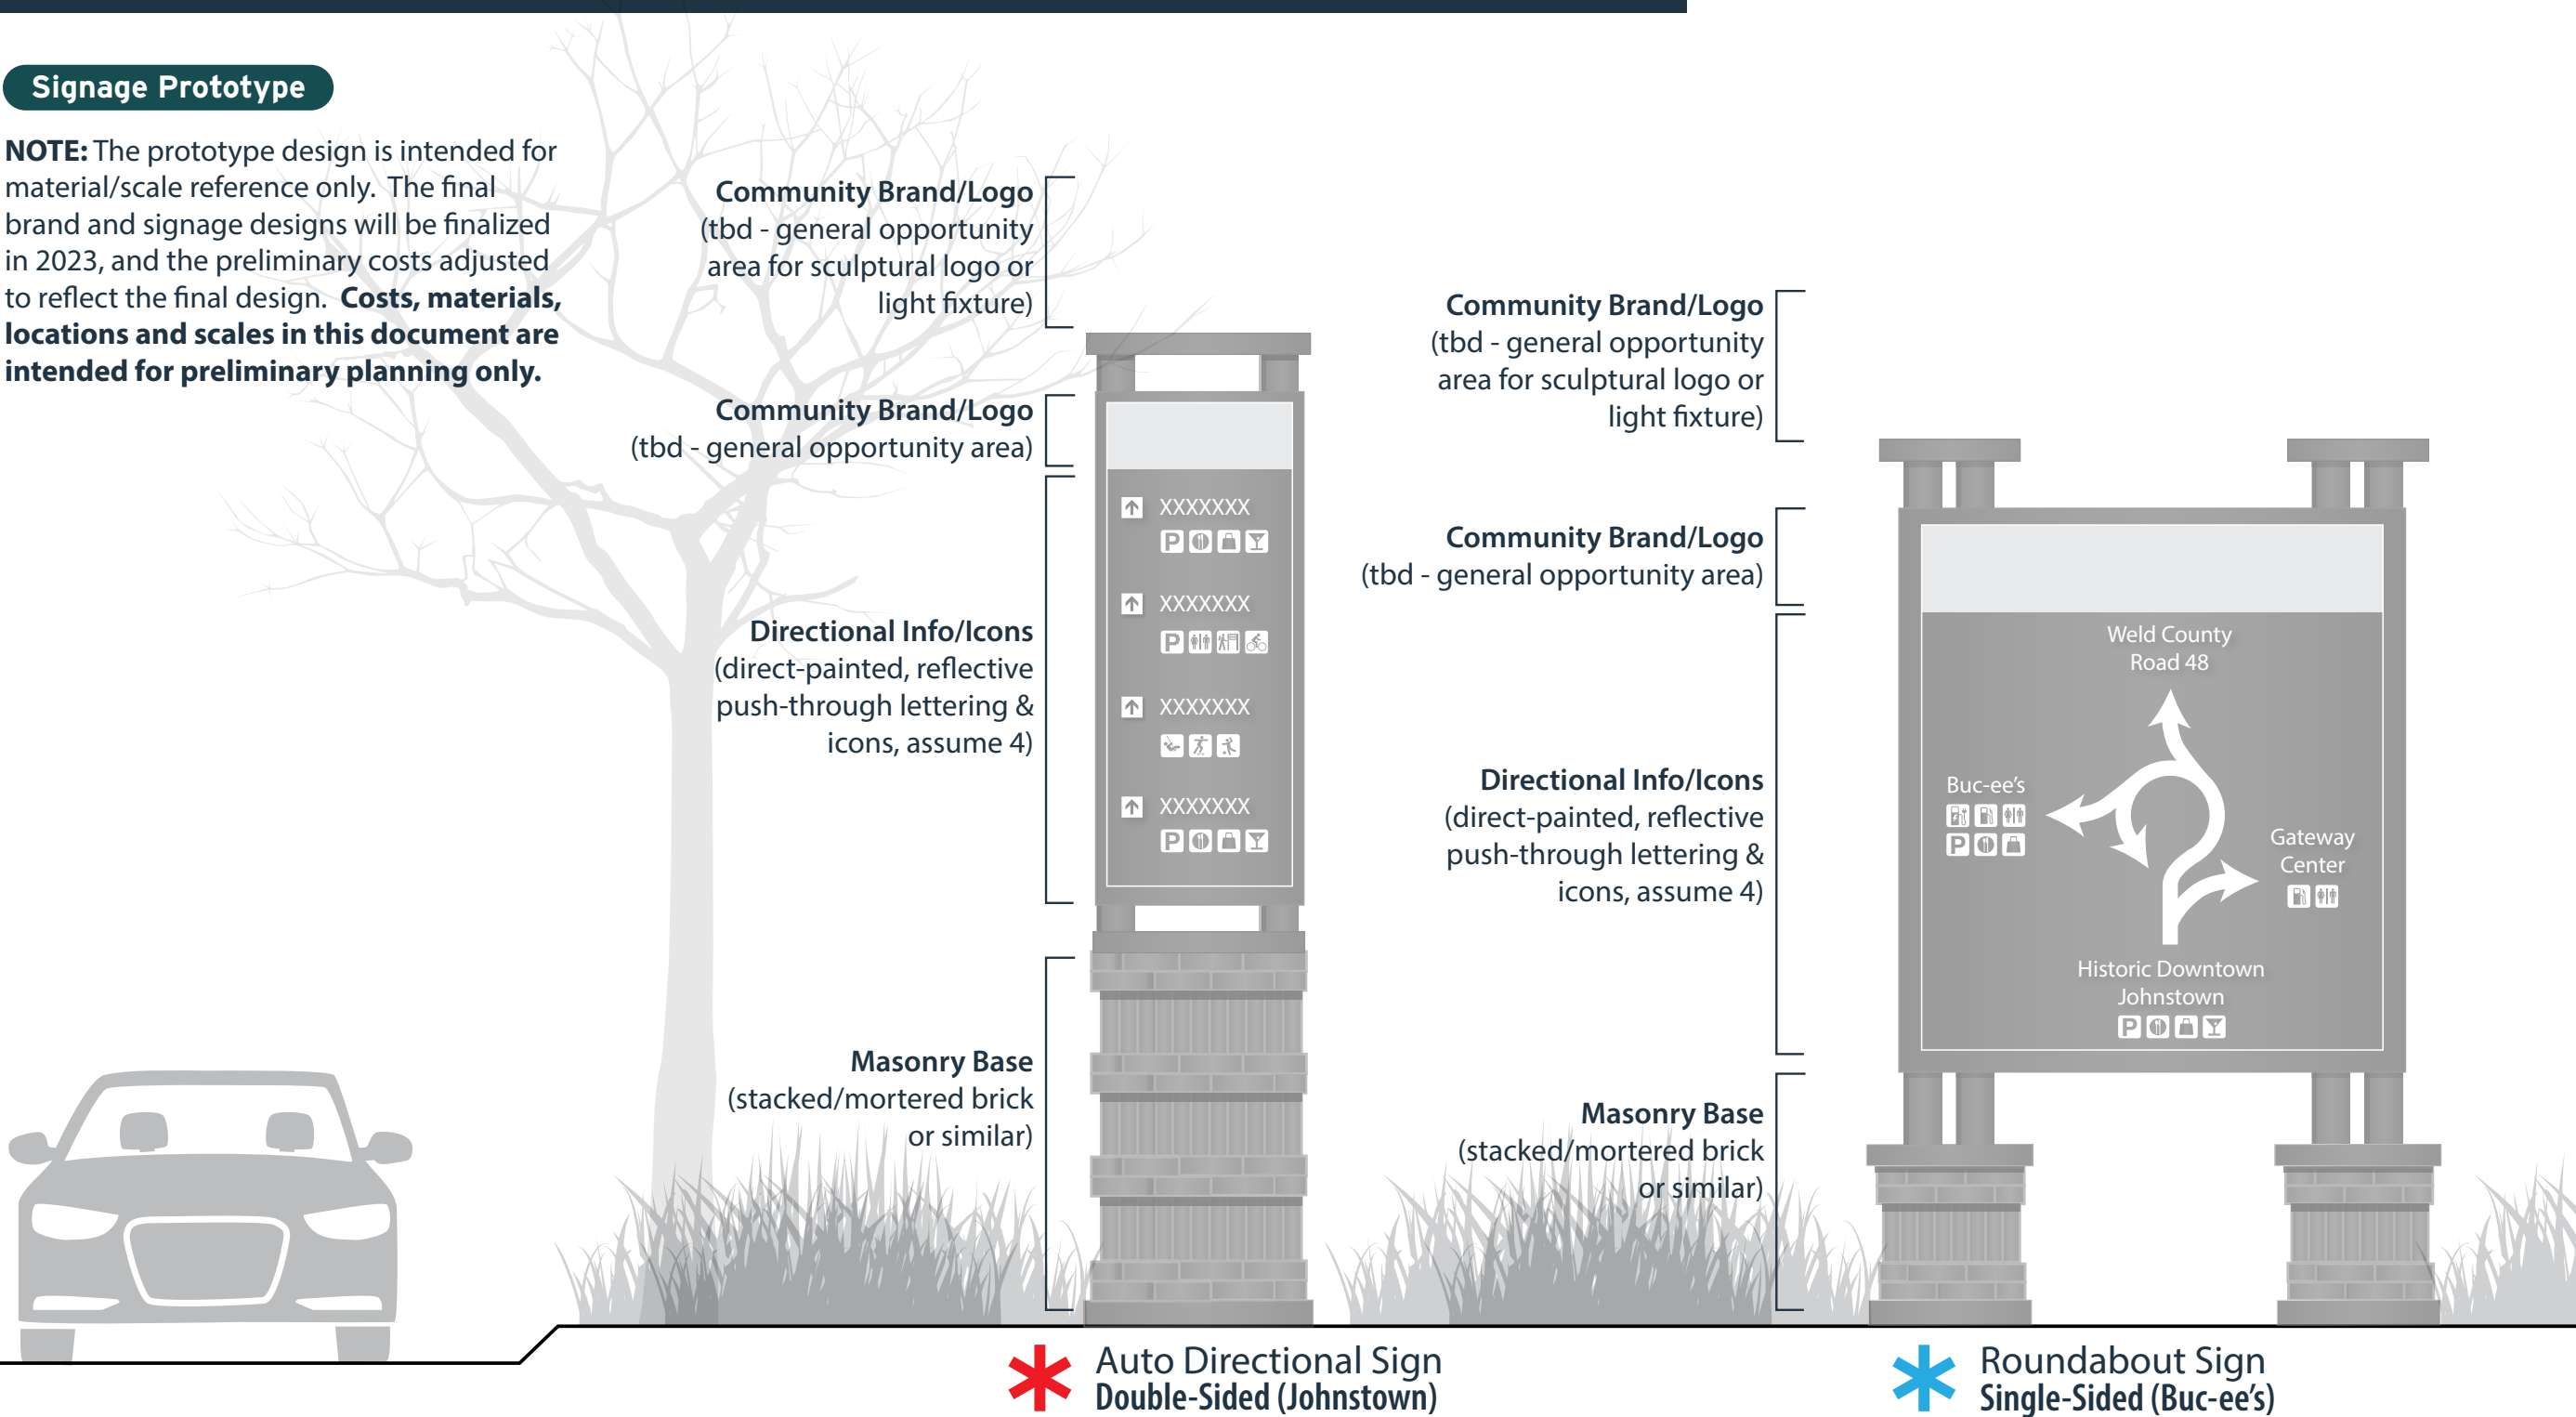 Signage Prototype
NOTE: The prototype design is intended for
material/scale reference only. The final
brand and signage designs will be finalized
in 2023, and the preliminary costs adjusted
to reflect the final design. Costs, materials,
locations and scales in this document are
intended for preliminary planning only.
Community Brand/Logo
(tbd - general opportunity
area for sculptural logo or
light fixture)
Community Brand/Logo
(tbd - general opportunity area)
Directional Info/Icons
(direct-painted, reflective
push-through lettering &
icons, assume 4)
Masonry Base
(stacked/mortered brick
or similar)
XXXXXXX
P
XXXXXXX
P
XXXXXXX
XXXXXXX
P
Auto Directional Sign
Double-Sided (Johnstown)
Community Brand/Logo
(tbd - general opportunity
area for sculptural logo or
light fixture)
Community Brand/Logo
(tbd - general opportunity area)
Directional Info/Icons
(direct-painted, reflective
push-through lettering &
icons, assume 4)
Masonry Base
(stacked/mortered brick
or similar)
Weld County
Road 48
Buc-ee's
P
Gateway
Center
Historic Downtown
Johnstown
P
Roundabout Sign
Single-Sided (Buc-ee's)